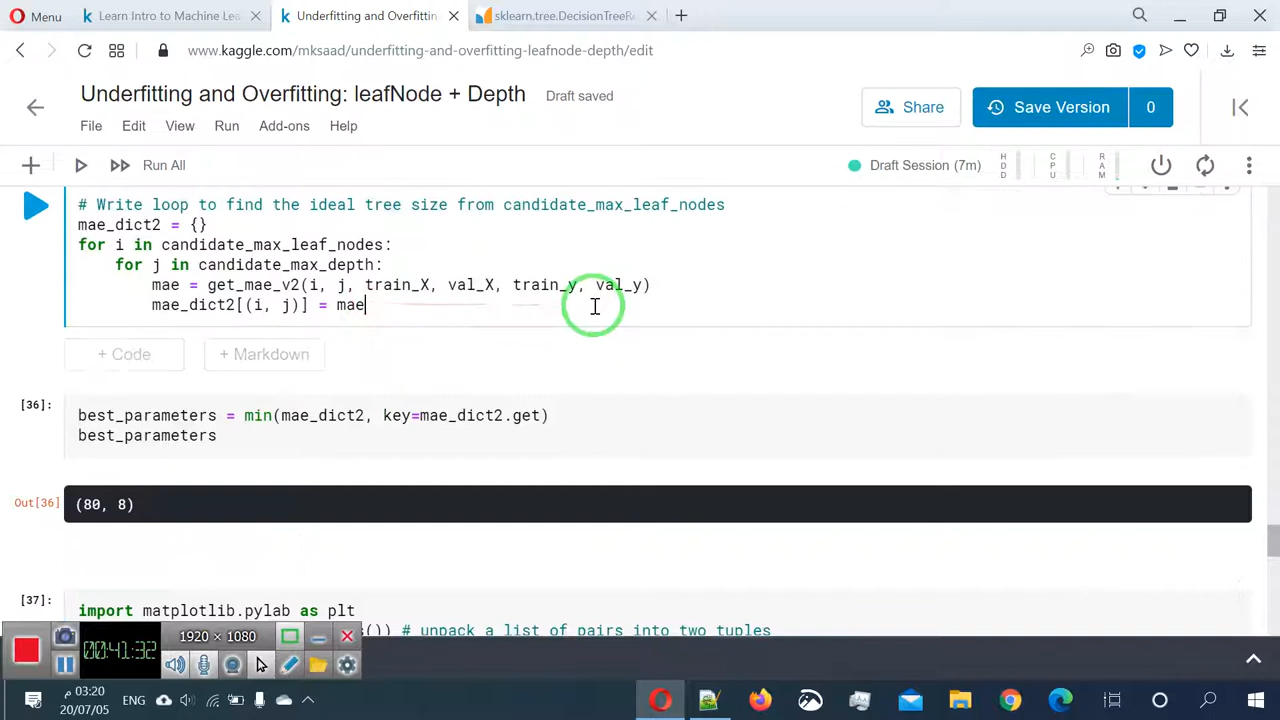 Menu
Learn Intro to Machine Lea
Underfitting and Overfittin
sklearn.tree.DecisionTreeRe
www.kaggle.com/mksaad/underfitting-and-overfitting-leafnode-depth/edit
Underfitting and Overfitting: leafNode + Depth
Draft saved
Share
Save Version
0
File
Edit
View
Run
Add-ons
Help
Run All
Draft Session (7m)
HDD
CPU
RAM
# Write loop to find the ideal tree size from candidate_max_leaf_nodes
mae_dict2 = {}
for i in candidate_max_leaf_nodes:
for j in candidate_max_depth:
mae = get_mae_v2(i, j, train_X, val_X, train_y, val_y)
mae_dict2[(i, j)] = mae
+ Code
+ Markdown
[36]:
best_parameters = min(mae_dict2, key=mae_dict2.get)
best_parameters
Out[36]
(80, 8)
[37]:
import matplotlib.pylab as plt
()) # unpack a list of pairs into two tuples
1920 × 1080
00:41:32
ENG
03:20 م
20/07/05